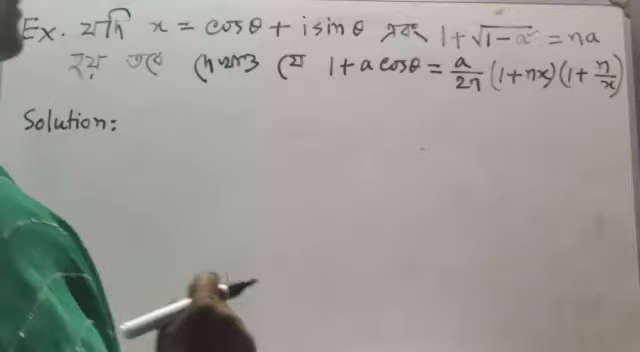 Ex. যদি x = cosθ + i sinθ এবং 1+√1-a² = na
হয় তবে দেখাও যে 1+a cosθ = a/2n (1+nx)(1+n/x)
Solution: